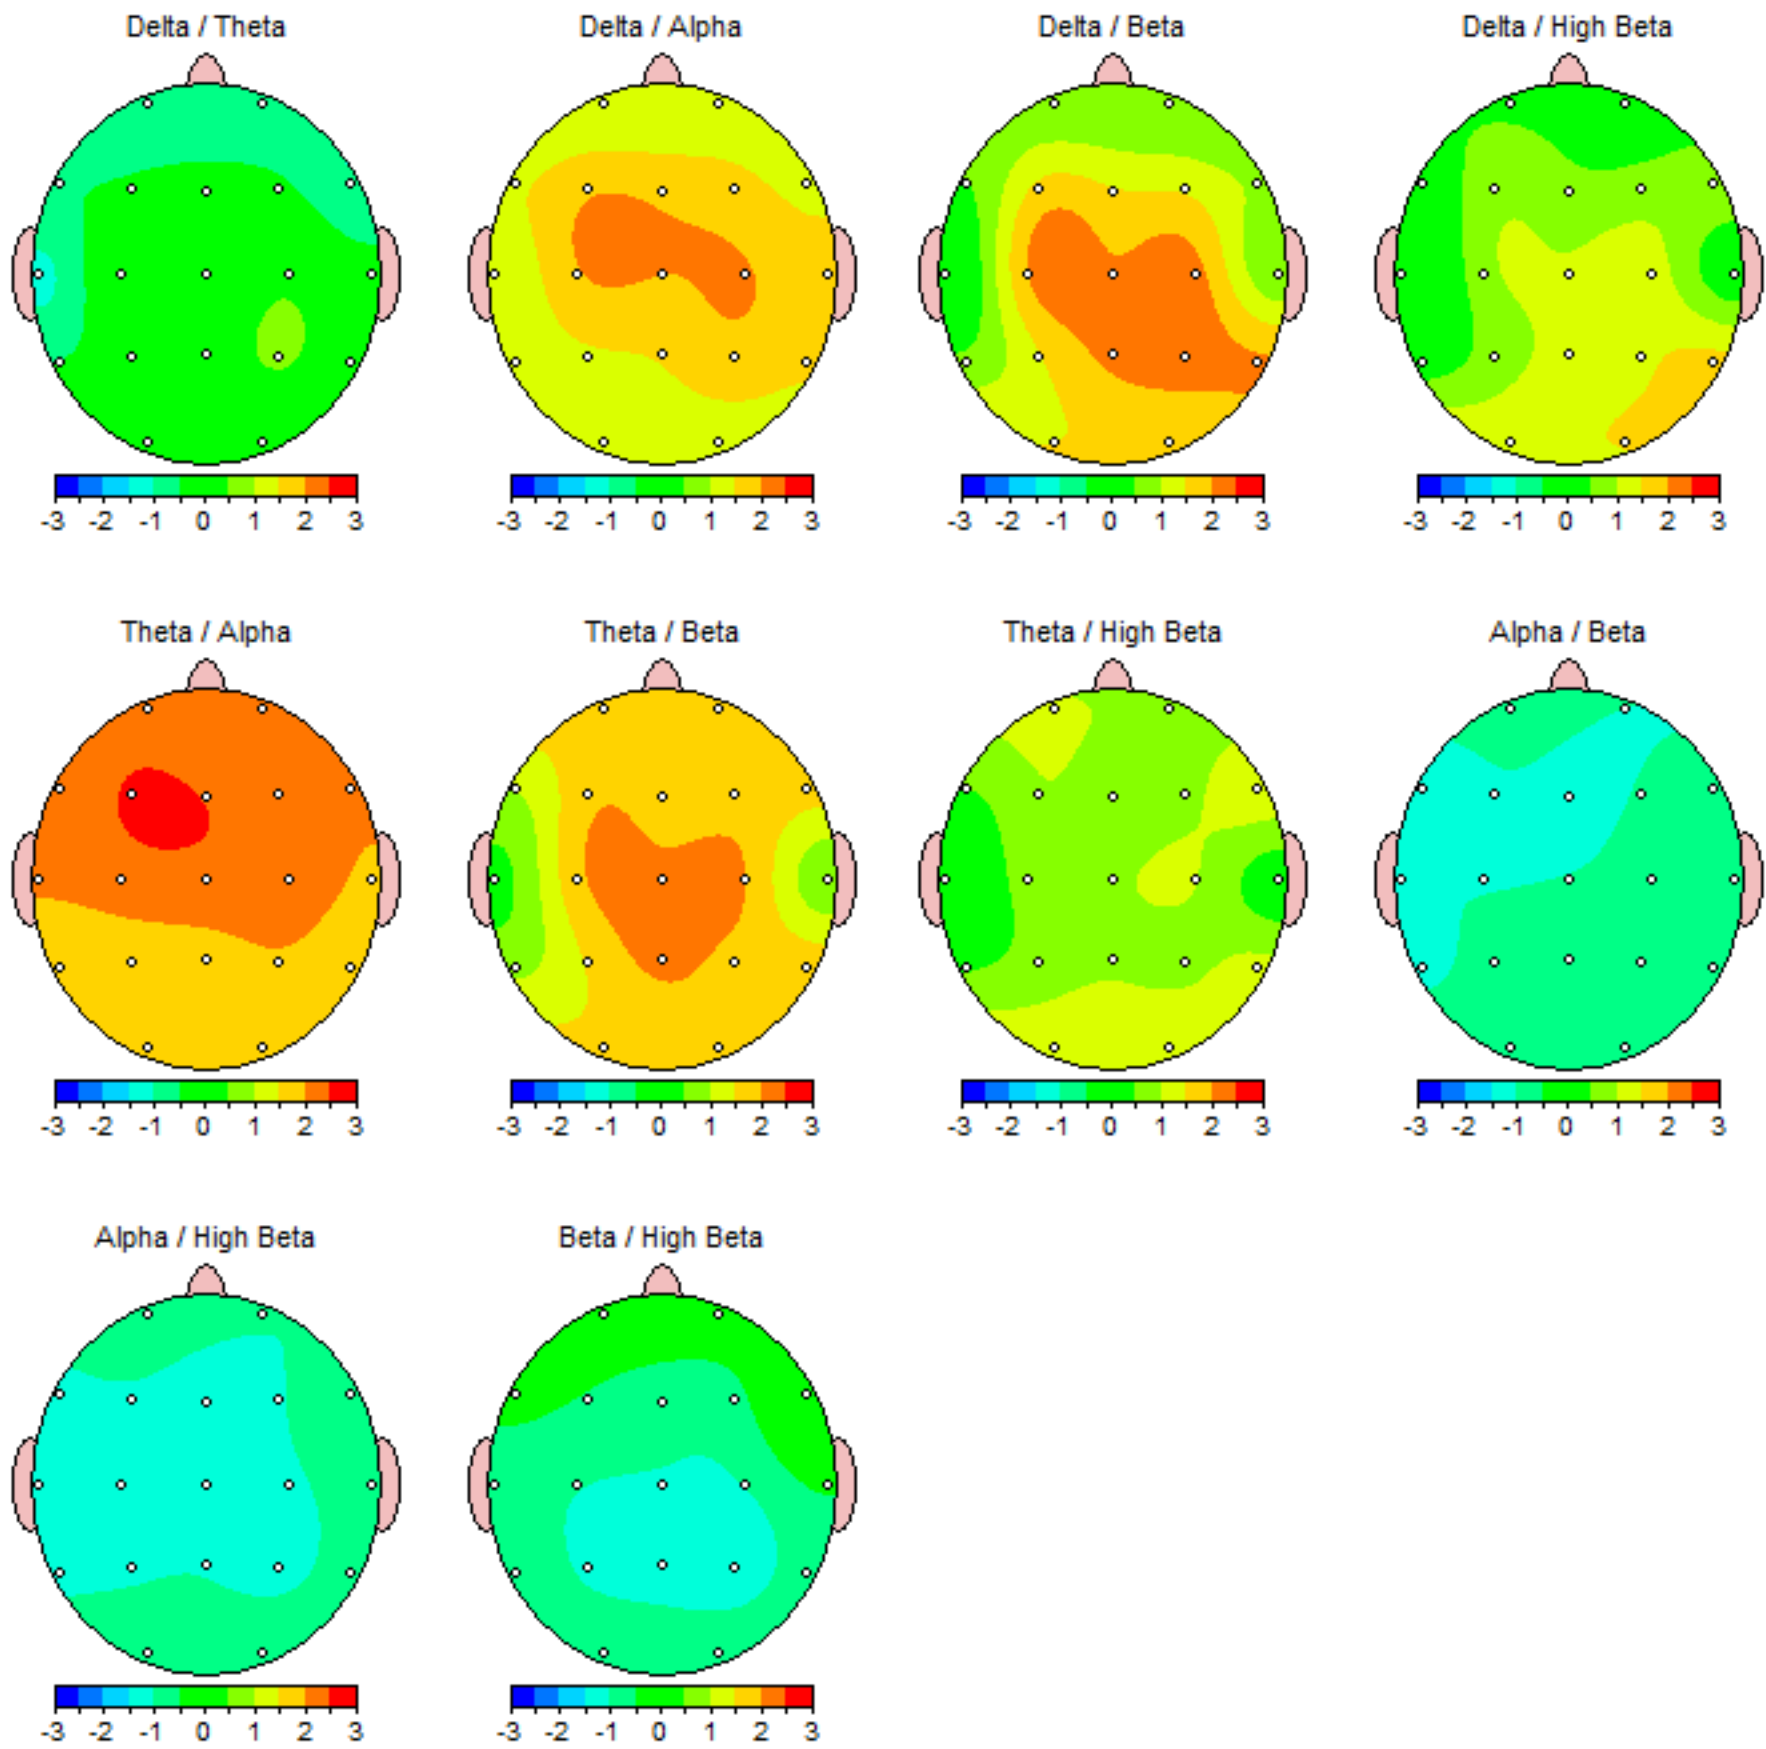 Delta / Theta
Delta / Alpha
Delta / Beta
Delta / High Beta
-3 -2 -1 0 1 2 3
-3 -2 -1 0 1 2 3
-3 -2 -1 0 1 2 3
-3 -2 -1 0 1 2 3
Theta / Alpha
Theta / Beta
Theta / High Beta
Alpha / Beta
-3 -2 -1 0 1 2 3
-3 -2 -1 0 1 2 3
-3 -2 -1 0 1 2 3
-3 -2 -1 0 1 2 3
Alpha / High Beta
Beta / High Beta
-3 -2 -1 0 1 2 3
-3 -2 -1 0 1 2 3